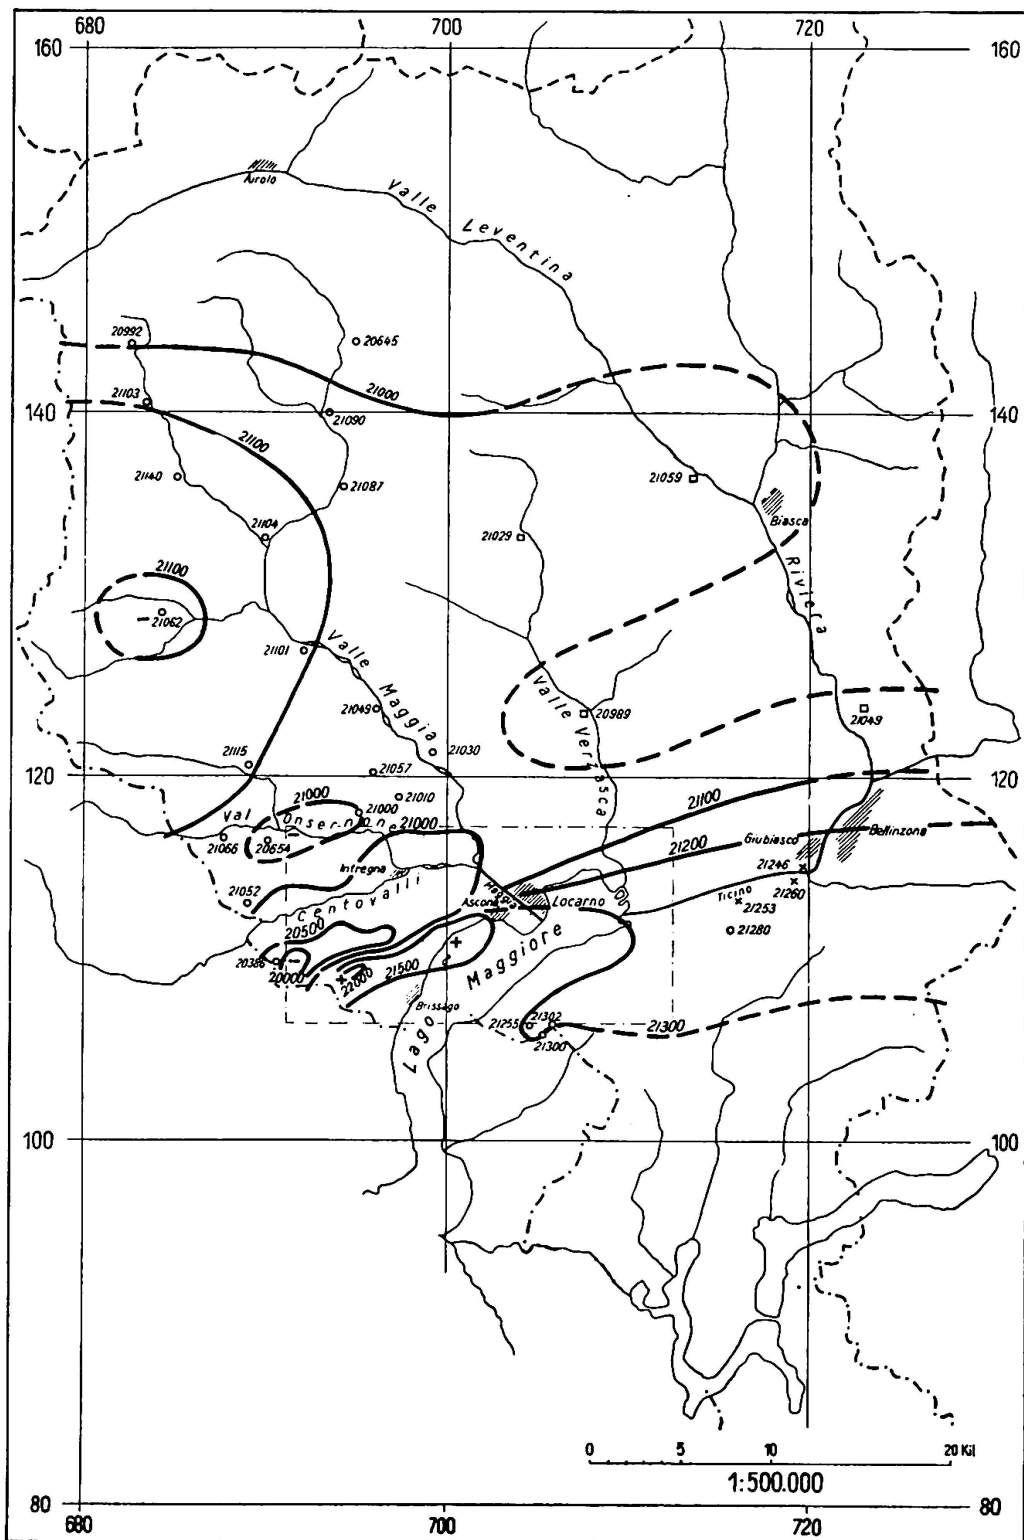 680 700 720
160 160
Airolo
Valle Leventina
20992
20645
21103
21000
140 140
21090
21100
21140
21087
21059
21104
21029
Biasca
21100
21062
Riviera
21101
Valle Maggia
21049
Valle Verzasca
20989
21049
21030
21115
21057
120 120
21010
21000
21000
21100
Val Onsernone
21000
21066
20654
21200
Giubiasco
Bellinzona
Intragna
21246
21260
21052
Centovalli
Maggia
Ascona
Locarno
Ticino
21253
20500
21280
20386
20000
22000
21500
Lago Maggiore
Brissago
21255
21302
21300
21300
100 100
0 5 10 20 Kil
1:500.000
80 80
680 700 720